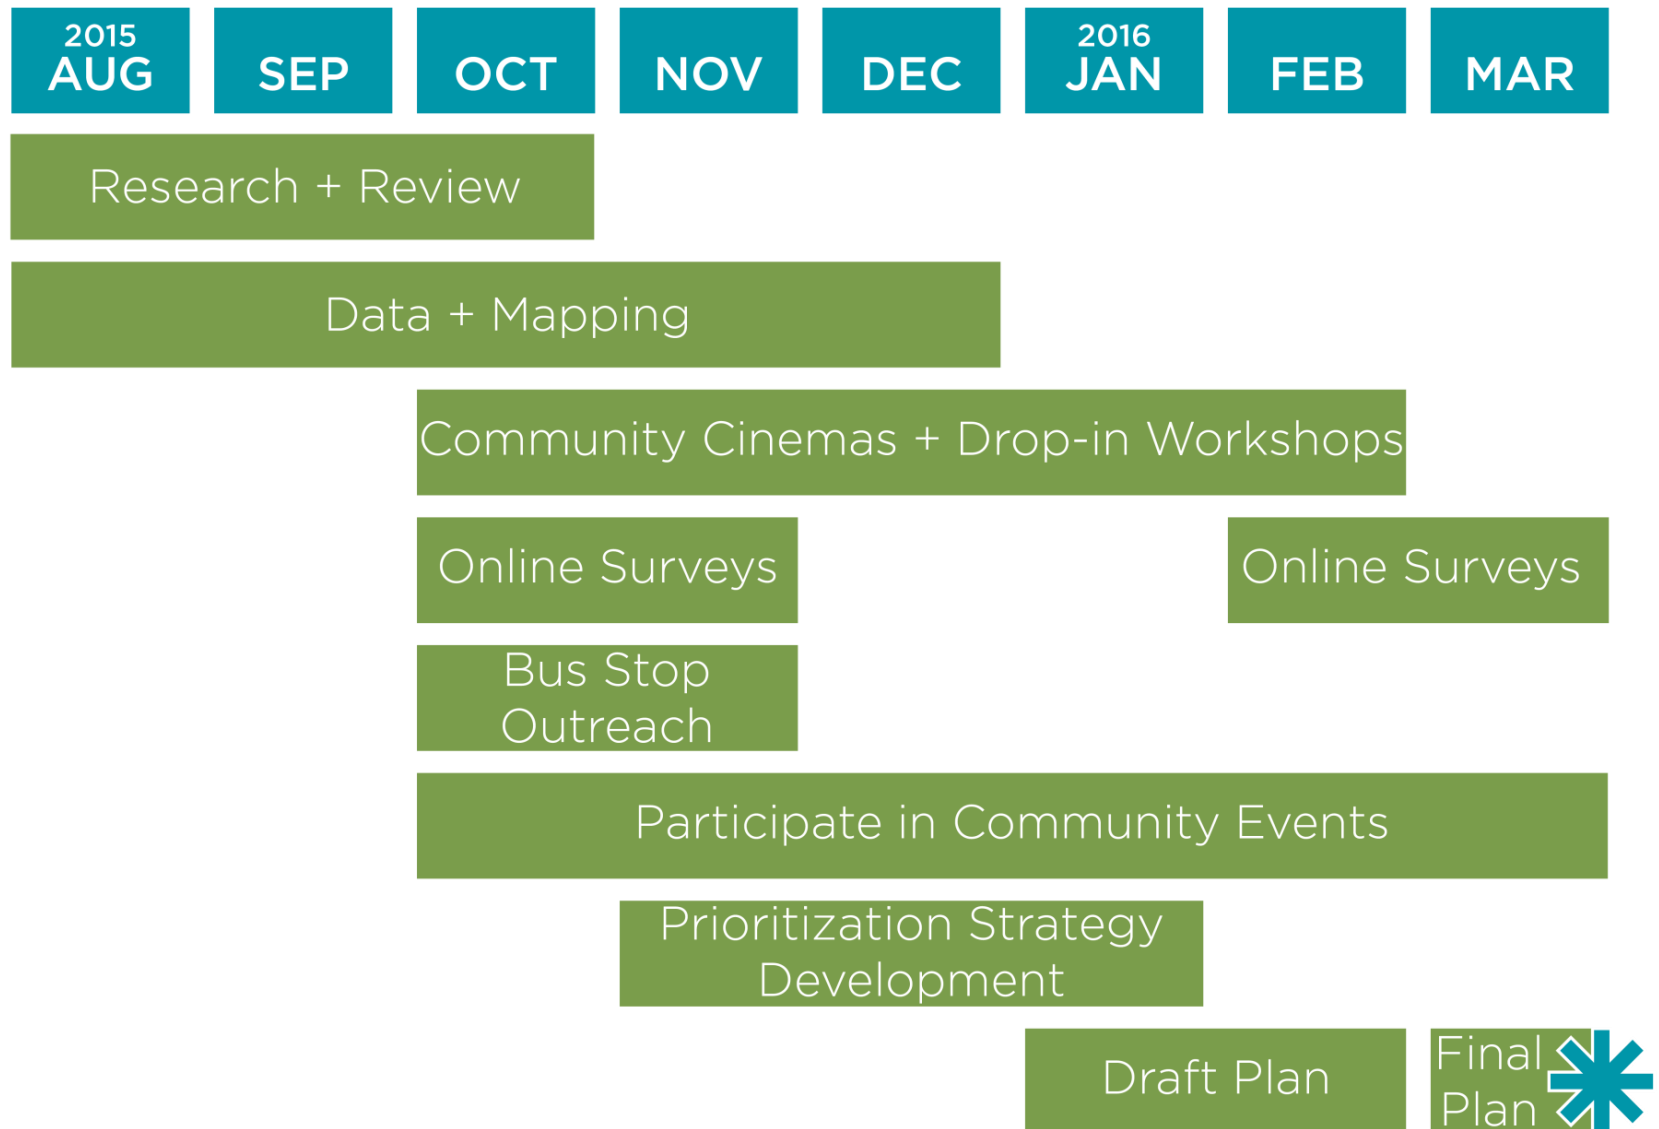 2015
AUG
SEP
OCT
NOV
DEC
2016
JAN
FEB
MAR
Research + Review
Data + Mapping
Community Cinemas + Drop-in Workshops
Online Surveys
Online Surveys
Bus Stop
Outreach
Participate in Community Events
Prioritization Strategy
Development
Draft Plan
Final
Plan